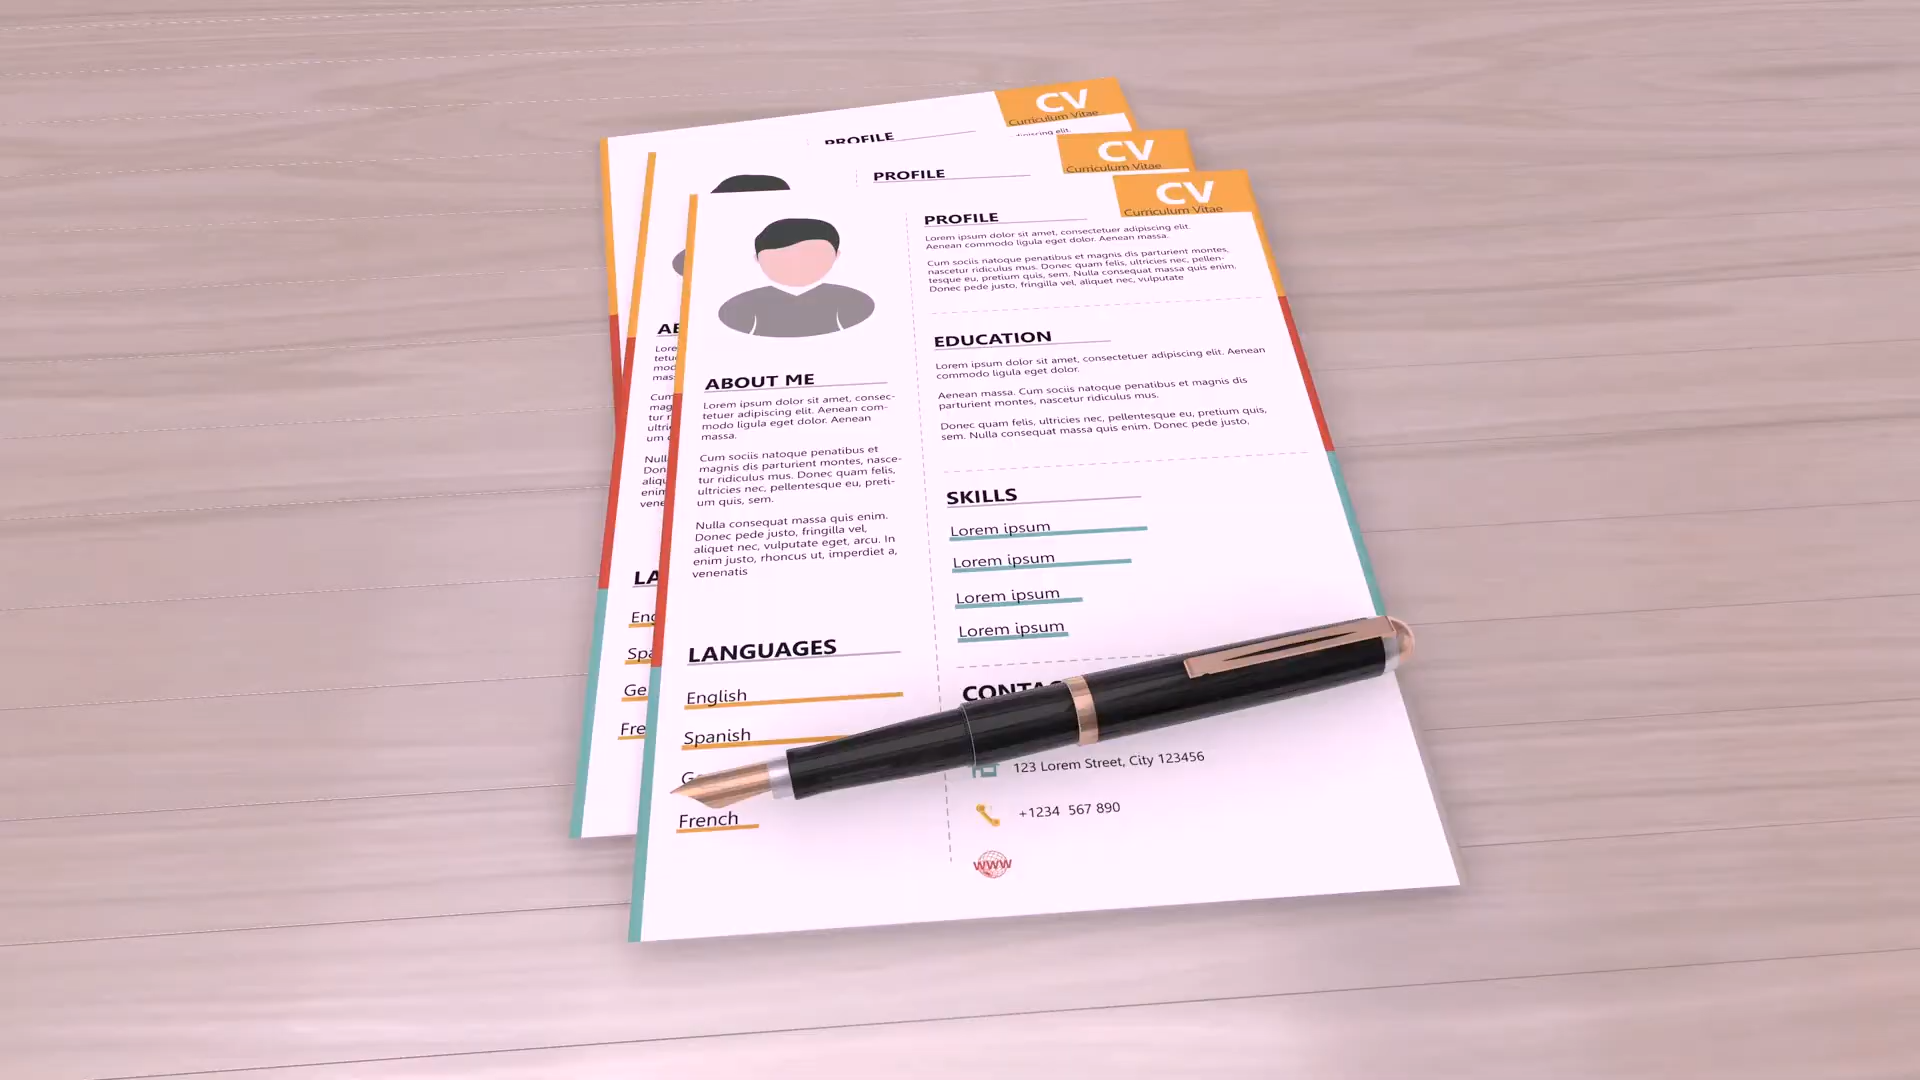 CV
Curriculum Vitae
PROFILE
CV
Curriculum Vitae
PROFILE
CV
Curriculum Vitae
PROFILE
Lorem ipsum dolor sit amet, consectetuer adipiscing elit.
Aenean commodo ligula eget dolor. Aenean massa.
Cum sociis natoque penatibus et magnis dis parturient montes,
nascetur ridiculus mus. Donec quam felis, ultricies nec, pellen-
tesque eu, pretium quis, sem. Nulla consequat massa quis enim.
Donec pede justo, fringilla vel, aliquet nec, vulputate
EDUCATION
Lorem ipsum dolor sit amet, consectetuer adipiscing elit. Aenean
commodo ligula eget dolor.
Aenean massa. Cum sociis natoque penatibus et magnis dis
parturient montes, nascetur ridiculus mus.
Donec quam felis, ultricies nec, pellentesque eu, pretium quis,
sem. Nulla consequat massa quis enim. Donec pede justo,
SKILLS
Lorem ipsum
Lorem ipsum
Lorem ipsum
Lorem ipsum
123 Lorem Street, City 123456
+1234 567 890
WWW
ABOUT ME
Lorem ipsum dolor sit amet, consec-
tetuer adipiscing elit. Aenean com-
modo ligula eget dolor. Aenean
massa.
Cum sociis natoque penatibus et
magnis dis parturient montes, nasce-
tur ridiculus mus. Donec quam felis,
ultricies nec, pellentesque eu, preti-
um quis, sem.
Nulla consequat massa quis enim.
Donec pede justo, fringilla vel,
aliquet nec, vulputate eget, arcu. In
enim justo, rhoncus ut, imperdiet a,
venenatis
LANGUAGES
English
Spanish
French